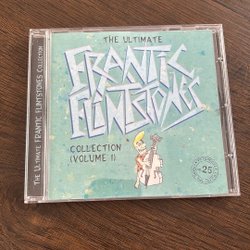 THE ULTIMATE
FRANTIC
FLINTSTONES
COLLECTION
(VOLUME 1)
25
THE ULTIMATE FRANTIC FLINTSTONES COLLECTION